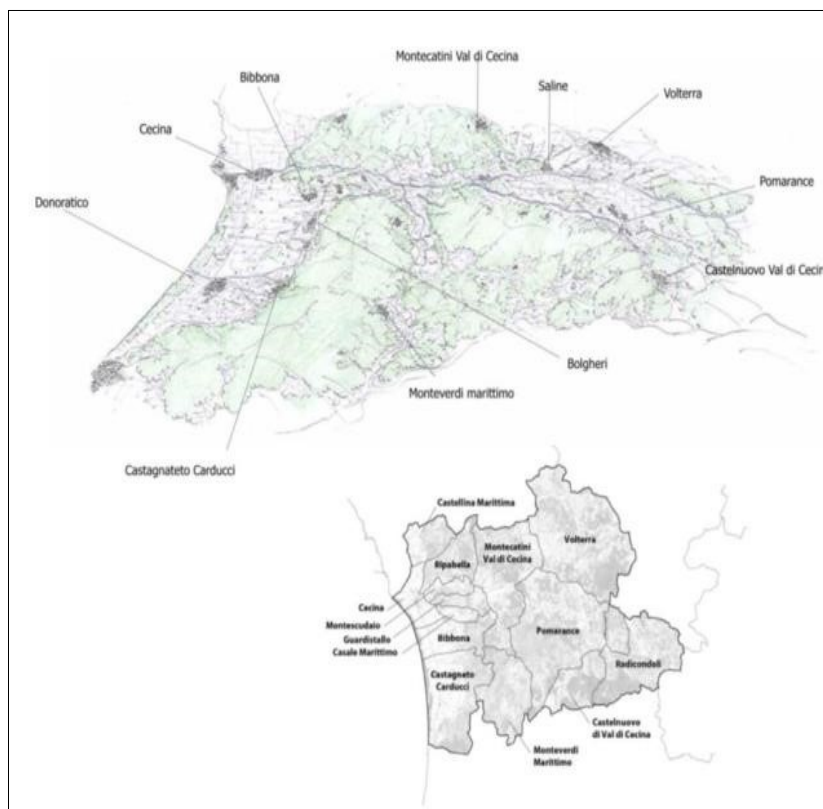 Montecatini Val di Cecina
Bibbona
Saline
Volterra
Cecina
Pomarance
Donoratico
Castelnuovo Val di Cecin
Bolgheri
Monteverdi marittimo
Castagnateto Carducci
Castellina Marittima
Volterra
Montecatini
Val di Cecina
Ripabella
Cecina
Montescudaio
Guardistallo
Casale Marittimo
Bibbona
Pomarance
Radicondoli
Castagneto
Carducci
Castelnuovo
di Val di Cecina
Monteverdi
Marittimo